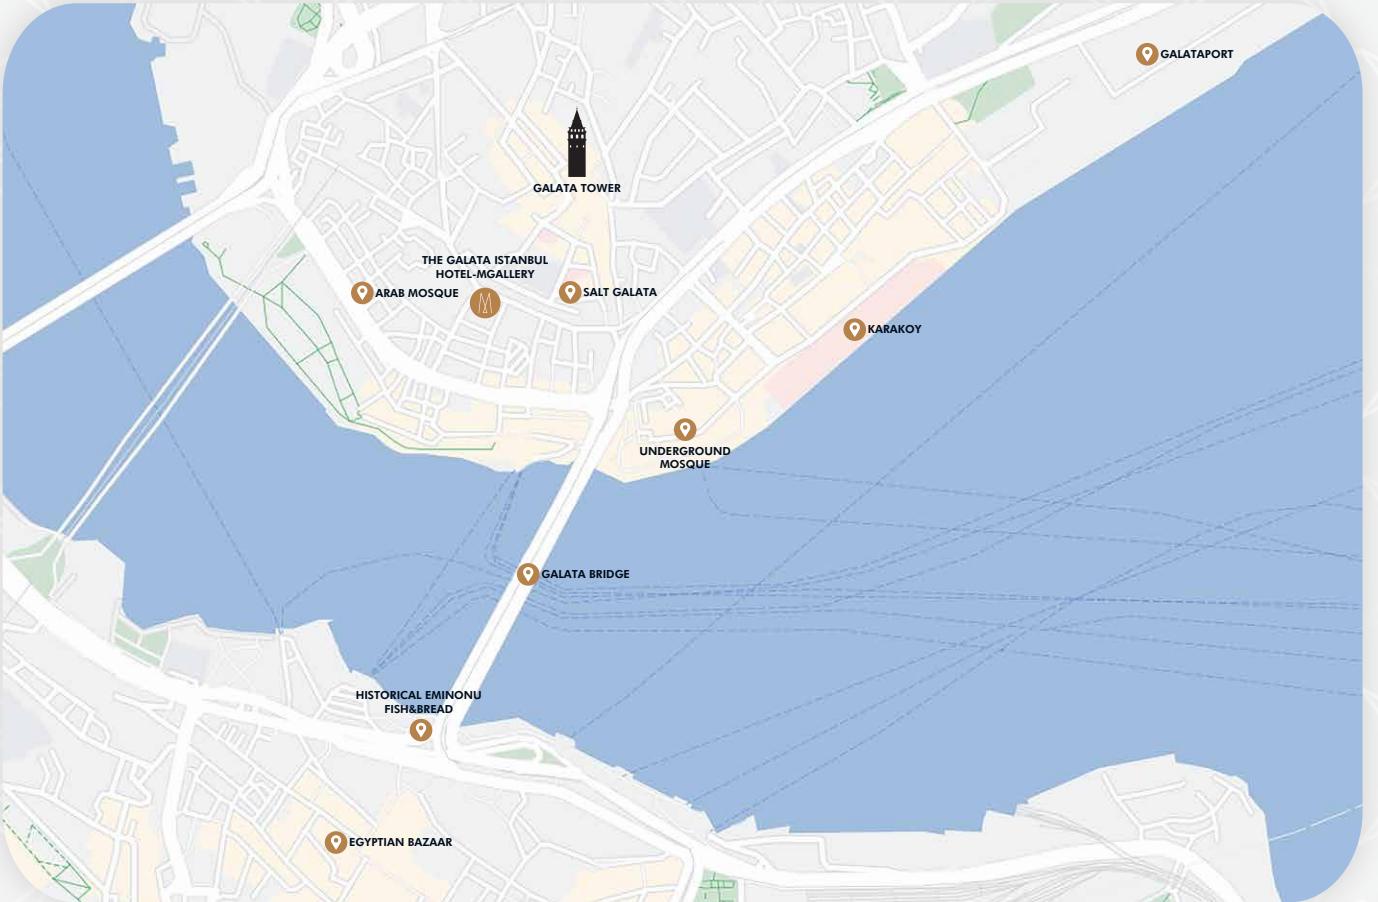 GALATAPORT
GALATA TOWER
THE GALATA ISTANBUL
HOTEL-MGALLERY
ARAB MOSQUE
SALT GALATA
KARAKOY
UNDERGROUND
MOSQUE
GALATA BRIDGE
HISTORICAL EMINONU
FISH&BREAD
EGYPTIAN BAZAAR